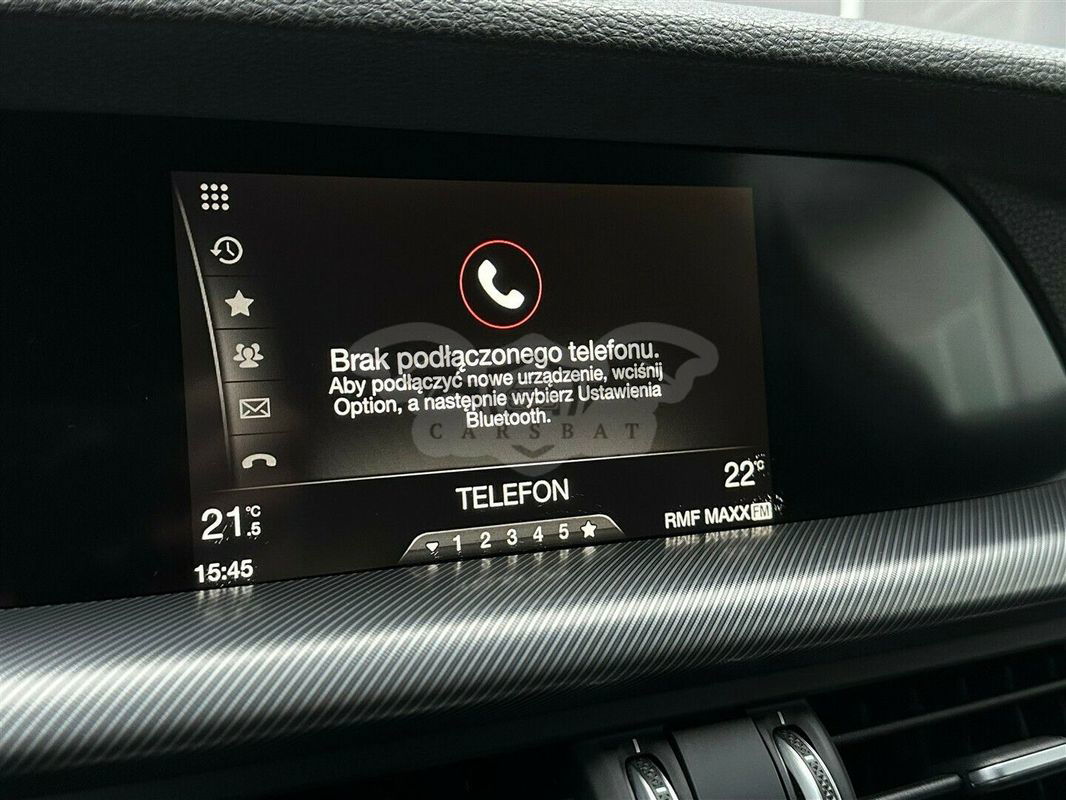 Brak podłączonego telefonu.
Aby podłączyć nowe urządzenie, wciśnij
Option, a następnie wybierz Ustawienia
Bluetooth.
CARSBAT
TELEFON
22°C
21.5°C
1 2 3 4 5
RMF MAXX FM
15:45